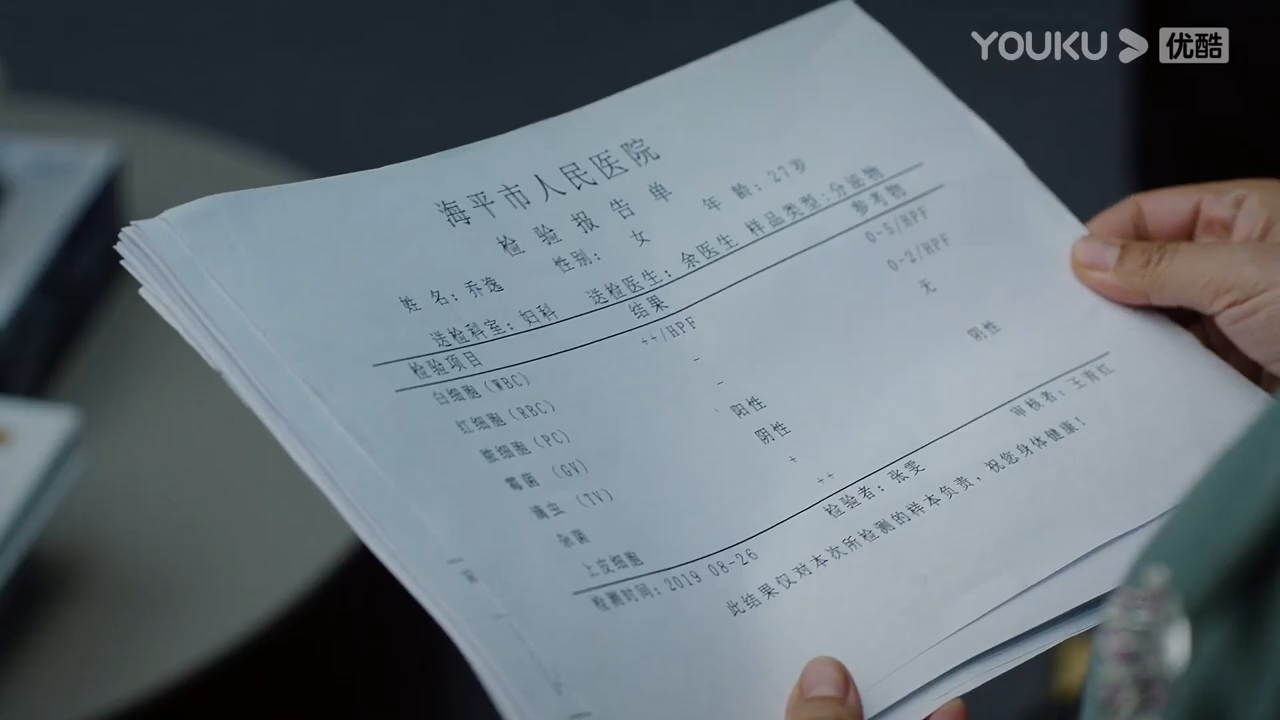 YOUKU 优酷
海平市人民医院
检验报告单
姓名：乔逸 性别：女 年龄：27岁
送检科室：妇科 送检医生：余医生 样品类型：分泌物
检验项目 结果 参考物
白细胞(WBC) ++/HPF 0-5/HPF
红细胞(RBC) - 0-2/HPF
脓细胞(PC) - 无
霉菌 (GV) 阳性 阴性
滴虫 (TV) 阴性
杂菌 +
上皮细胞 ++
检测时间：2019 08-26 检验者：张雯 审核者：王青虹
此结果仅对本次所检测的样本负责，祝您身体健康！